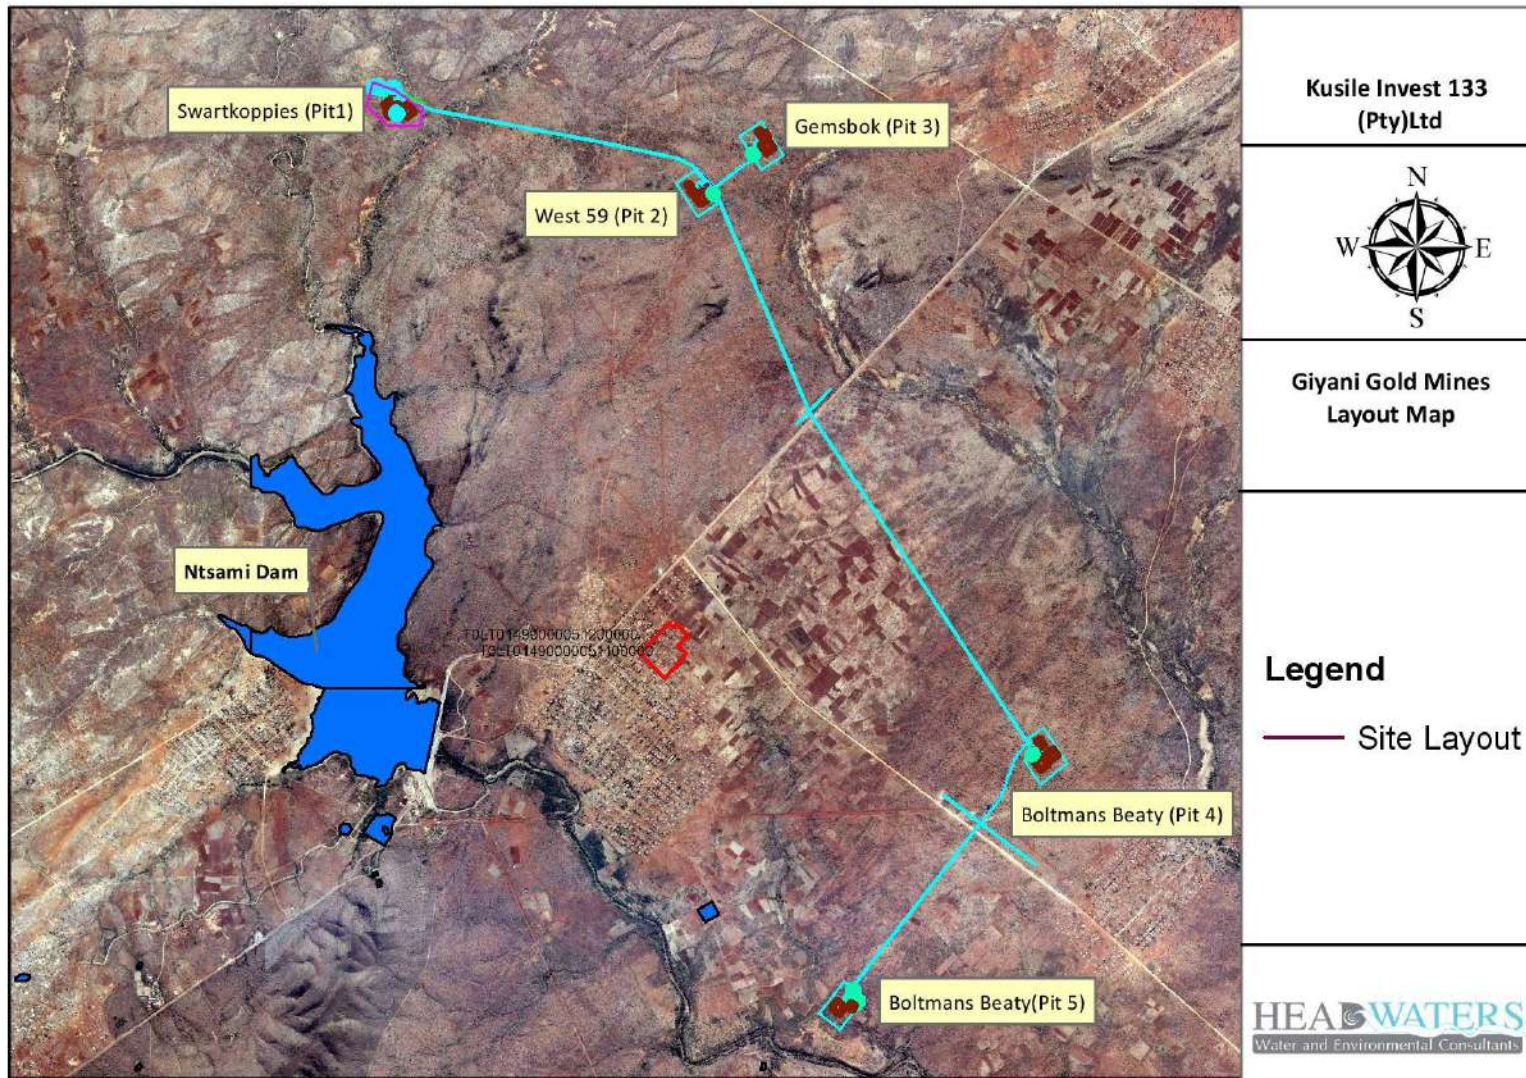 Swartkoppies (Pit1)
Gemsbok (Pit 3)
West 59 (Pit 2)
Ntsami Dam
Boltmans Beaty (Pit 4)
Boltmans Beaty(Pit 5)
Kusile Invest 133
(Pty)Ltd
N
W
E
S
Giyani Gold Mines
Layout Map
Legend
Site Layout
HEADWATERS
Water and Environmental Consultants